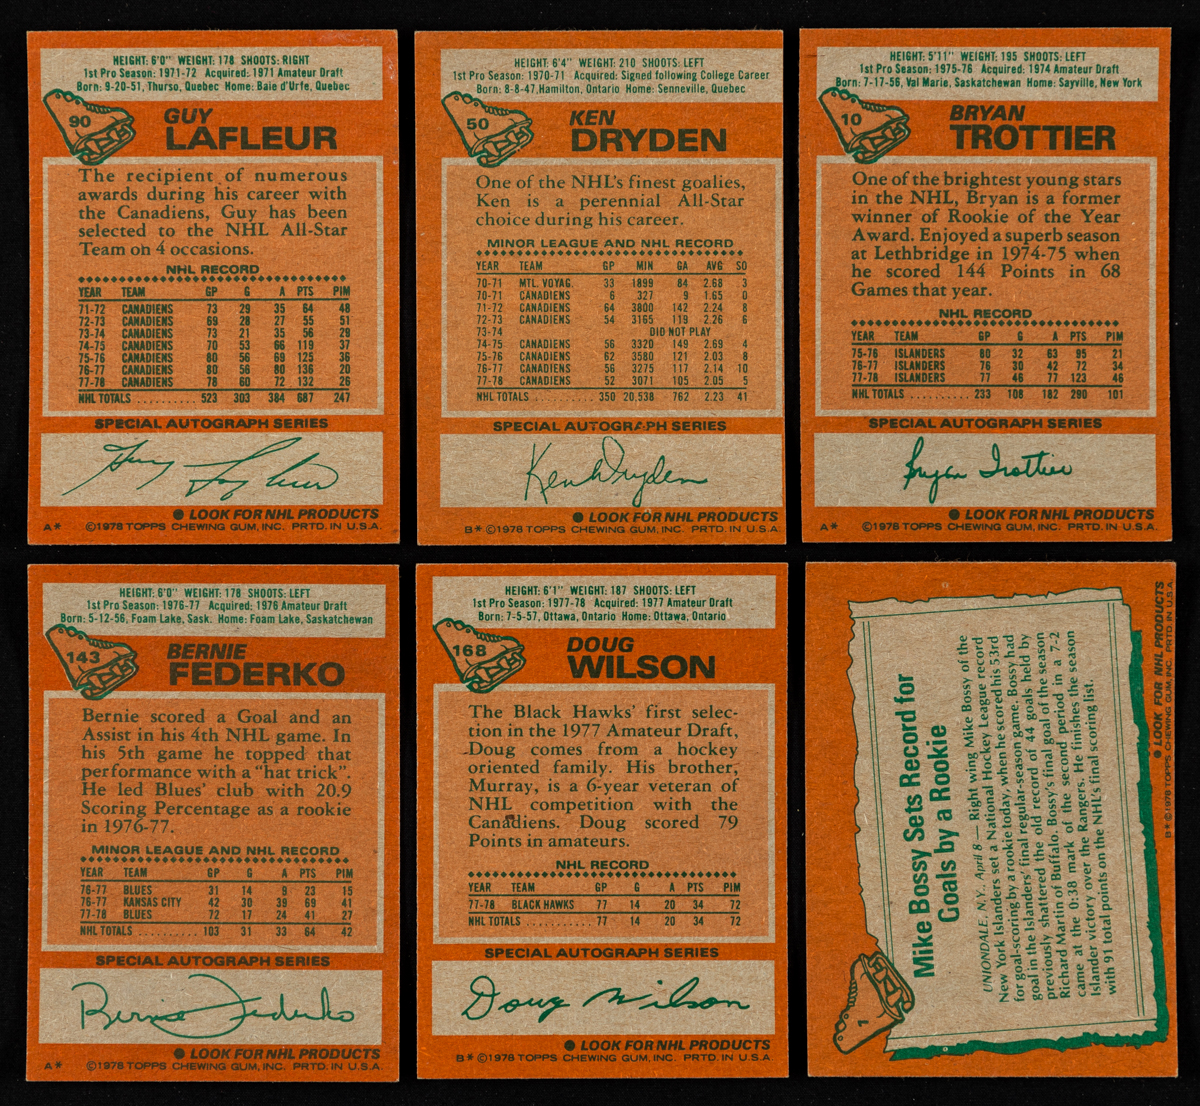 HEIGHT: 6'0" WEIGHT: 178 SHOOTS: RIGHT
1st Pro Season: 1971-72 Acquired: 1971 Amateur Draft
Born: 9-20-51, Thurso, Quebec Home: Baie d'Urfe, Quebec
90
GUY
LAFLEUR
The recipient of numerous
awards during his career with
the Canadiens, Guy has been
selected to the NHL All-Star
Team on 4 occasions.
NHL RECORD
YEAR TEAM GP G A PTS PIM
71-72 CANADIENS 73 29 35 64 48
72-73 CANADIENS 69 28 27 55 51
73-74 CANADIENS 73 21 35 56 29
74-75 CANADIENS 70 53 66 119 37
75-76 CANADIENS 80 56 69 125 36
76-77 CANADIENS 80 56 80 136 20
77-78 CANADIENS 78 60 72 132 26
NHL TOTALS .......... 523 303 384 687 247
SPECIAL AUTOGRAPH SERIES
Guy Lafleur
LOOK FOR NHL PRODUCTS
A* ©1978 TOPPS CHEWING GUM, INC. PRTD. IN U.S.A.
HEIGHT: 6'4" WEIGHT: 210 SHOOTS: LEFT
1st Pro Season: 1970-71 Acquired: Signed following College Career
Born: 8-8-47, Hamilton, Ontario Home: Senneville, Quebec
50
KEN
DRYDEN
One of the NHL's finest goalies,
Ken is a perennial All-Star
choice during his career.
MINOR LEAGUE AND NHL RECORD
YEAR TEAM GP MIN GA AVG SO
70-71 MTL. VOYAG. 33 1899 84 2.68 3
70-71 CANADIENS 6 327 9 1.65 0
71-72 CANADIENS 64 3800 142 2.24 8
72-73 CANADIENS 54 3165 119 2.26 6
73-74 DID NOT PLAY
74-75 CANADIENS 56 3320 149 2.69 4
75-76 CANADIENS 62 3580 121 2.03 8
76-77 CANADIENS 56 3275 117 2.14 10
77-78 CANADIENS 52 3071 105 2.05 5
NHL TOTALS .......... 350 20,538 762 2.23 41
SPECIAL AUTOGRAPH SERIES
Ken Dryden
LOOK FOR NHL PRODUCTS
B* ©1978 TOPPS CHEWING GUM, INC. PRTD. IN U.S.A.
HEIGHT: 5'11" WEIGHT: 195 SHOOTS: LEFT
1st Pro Season: 1975-76 Acquired: 1974 Amateur Draft
Born: 7-17-56, Val Marie, Saskatchewan Home: Sayville, New York
10
BRYAN
TROTTIER
One of the brightest young stars
in the NHL, Bryan is a former
winner of Rookie of the Year
Award. Enjoyed a superb season
at Lethbridge in 1974-75 when
he scored 144 Points in 68
Games that year.
NHL RECORD
YEAR TEAM GP G A PTS PIM
75-76 ISLANDERS 80 32 63 95 21
76-77 ISLANDERS 76 30 42 72 34
77-78 ISLANDERS 77 46 77 123 46
NHL TOTALS .......... 233 108 182 290 101
SPECIAL AUTOGRAPH SERIES
Bryan Trottier
LOOK FOR NHL PRODUCTS
A* ©1978 TOPPS CHEWING GUM, INC. PRTD. IN U.S.A.
HEIGHT: 6'0" WEIGHT: 178 SHOOTS: LEFT
1st Pro Season: 1976-77 Acquired: 1976 Amateur Draft
Born: 5-12-56, Foam Lake, Sask. Home: Foam Lake, Saskatchewan
143
BERNIE
FEDERKO
Bernie scored a Goal and an
Assist in his 4th NHL game. In
his 5th game he topped that
performance with a "hat trick".
He led Blues' club with 20.9
Scoring Percentage as a rookie
in 1976-77.
MINOR LEAGUE AND NHL RECORD
YEAR TEAM GP G A PTS PIM
76-77 BLUES 31 14 9 23 15
76-77 KANSAS CITY 42 30 39 69 41
77-78 BLUES 72 17 24 41 27
NHL TOTALS .......... 103 31 33 64 42
SPECIAL AUTOGRAPH SERIES
Bernie Federko
LOOK FOR NHL PRODUCTS
A* ©1978 TOPPS CHEWING GUM, INC. PRTD. IN U.S.A.
HEIGHT: 6'1" WEIGHT: 187 SHOOTS: LEFT
1st Pro Season: 1977-78 Acquired: 1977 Amateur Draft
Born: 7-5-57, Ottawa, Ontario Home: Ottawa, Ontario
168
DOUG
WILSON
The Black Hawks' first selec-
tion in the 1977 Amateur Draft,
Doug comes from a hockey
oriented family. His brother,
Murray, is a 6-year veteran of
NHL competition with the
Canadiens. Doug scored 79
Points in amateurs.
NHL RECORD
YEAR TEAM GP G A PTS PIM
77-78 BLACK HAWKS 77 14 20 34 72
NHL TOTALS .......... 77 14 20 34 72
SPECIAL AUTOGRAPH SERIES
Doug Wilson
LOOK FOR NHL PRODUCTS
B* ©1978 TOPPS CHEWING GUM, INC. PRTD. IN U.S.A.
1
Mike Bossy Sets Record for
Goals by a Rookie
UNIONDALE, N.Y., April 8 — Right wing Mike Bossy of the
New York Islanders set a National Hockey League record
for goal-scoring by a rookie today, when he scored his 53rd
goal in the Islanders' final regular-season game. Bossy had
previously shattered the old record of 44 goals held by
Richard Martin of Buffalo. Bossy's final goal of the season
came at the 0:38 mark of the second period in a 7-2
Islander victory over the Rangers. He finishes the season
with 91 total points on the NHL's final scoring list.
LOOK FOR NHL PRODUCTS
B* ©1978 TOPPS CHEWING GUM, INC. PRTD. IN U.S.A.